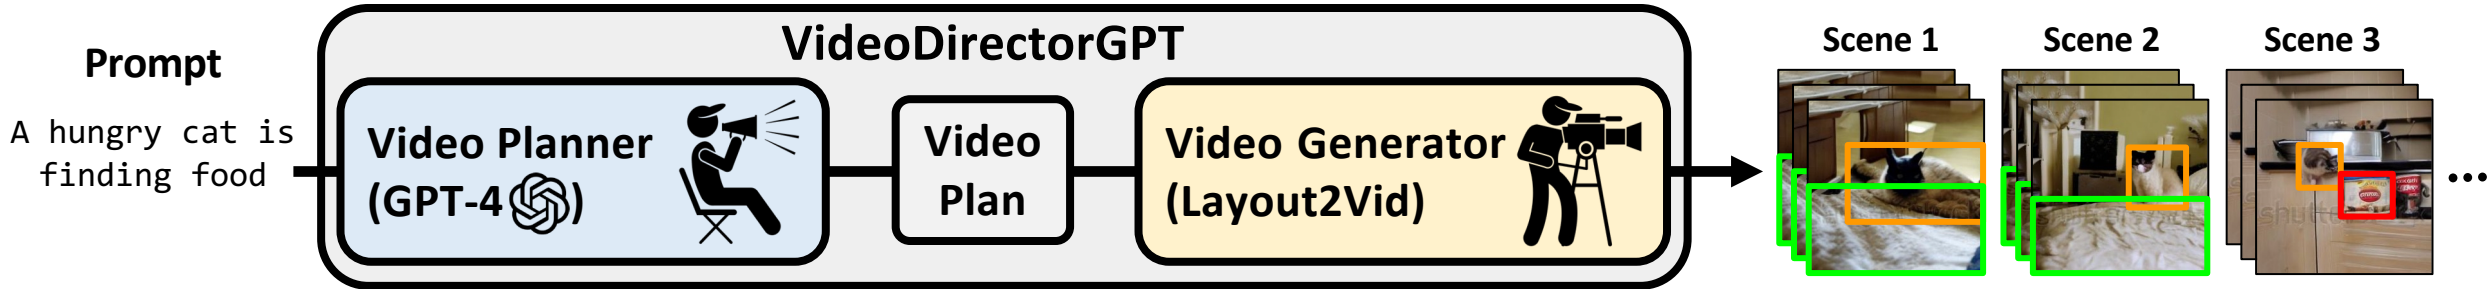 VideoDirectorGPT
Prompt
A hungry cat is
finding food
Video Planner
(GPT-4)
Video
Plan
Video Generator
(Layout2Vid)
Scene 1
Scene 2
Scene 3
...